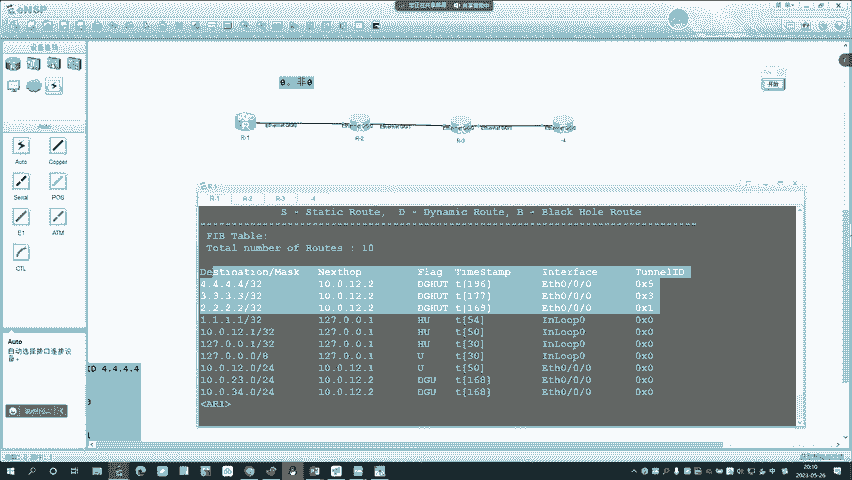 eNSP
0。非0
R-1
R-2
R-3
-4
Auto
Auto
Copper
Serial
POS
E1
ATM
CTL
Auto
自动选择接口连接设备。
ID 4.4.4.4
R-1 R-2 R-3 -4
S - Static Route, D - Dynamic Route, B - Black Hole Route
FIB Table:
Total number of Routes : 10
Destination/Mask Nexthop Flag TimeStamp Interface TunnelID
4.4.4.4/32 10.0.12.2 DGHUT t[196] Eth0/0/0 0x5
3.3.3.3/32 10.0.12.2 DGHUT t[177] Eth0/0/0 0x3
2.2.2.2/32 10.0.12.2 DGHUT t[169] Eth0/0/0 0x1
1.1.1.1/32 127.0.0.1 HU t[54] InLoop0 0x0
10.0.12.1/32 127.0.0.1 HU t[50] InLoop0 0x0
127.0.0.1/32 127.0.0.1 HU t[30] InLoop0 0x0
127.0.0.0/8 127.0.0.1 U t[30] InLoop0 0x0
10.0.12.0/24 10.0.12.1 U t[50] Eth0/0/0 0x0
10.0.23.0/24 10.0.12.2 DGU t[168] Eth0/0/0 0x0
10.0.34.0/24 10.0.12.2 DGU t[168] Eth0/0/0 0x0
<AR1>
20:10
2023-05-26